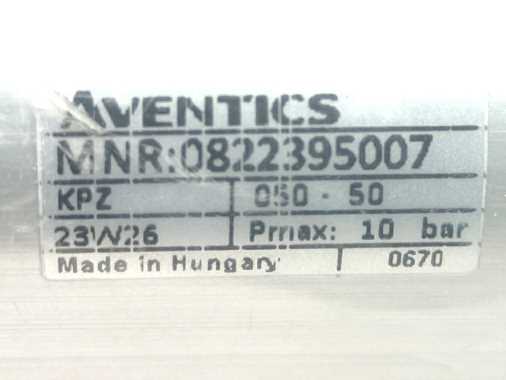 AVENTICS
MNR:0822395007
KPZ 050 - 50
23W26 Pmax: 10 bar
Made in Hungary 0670